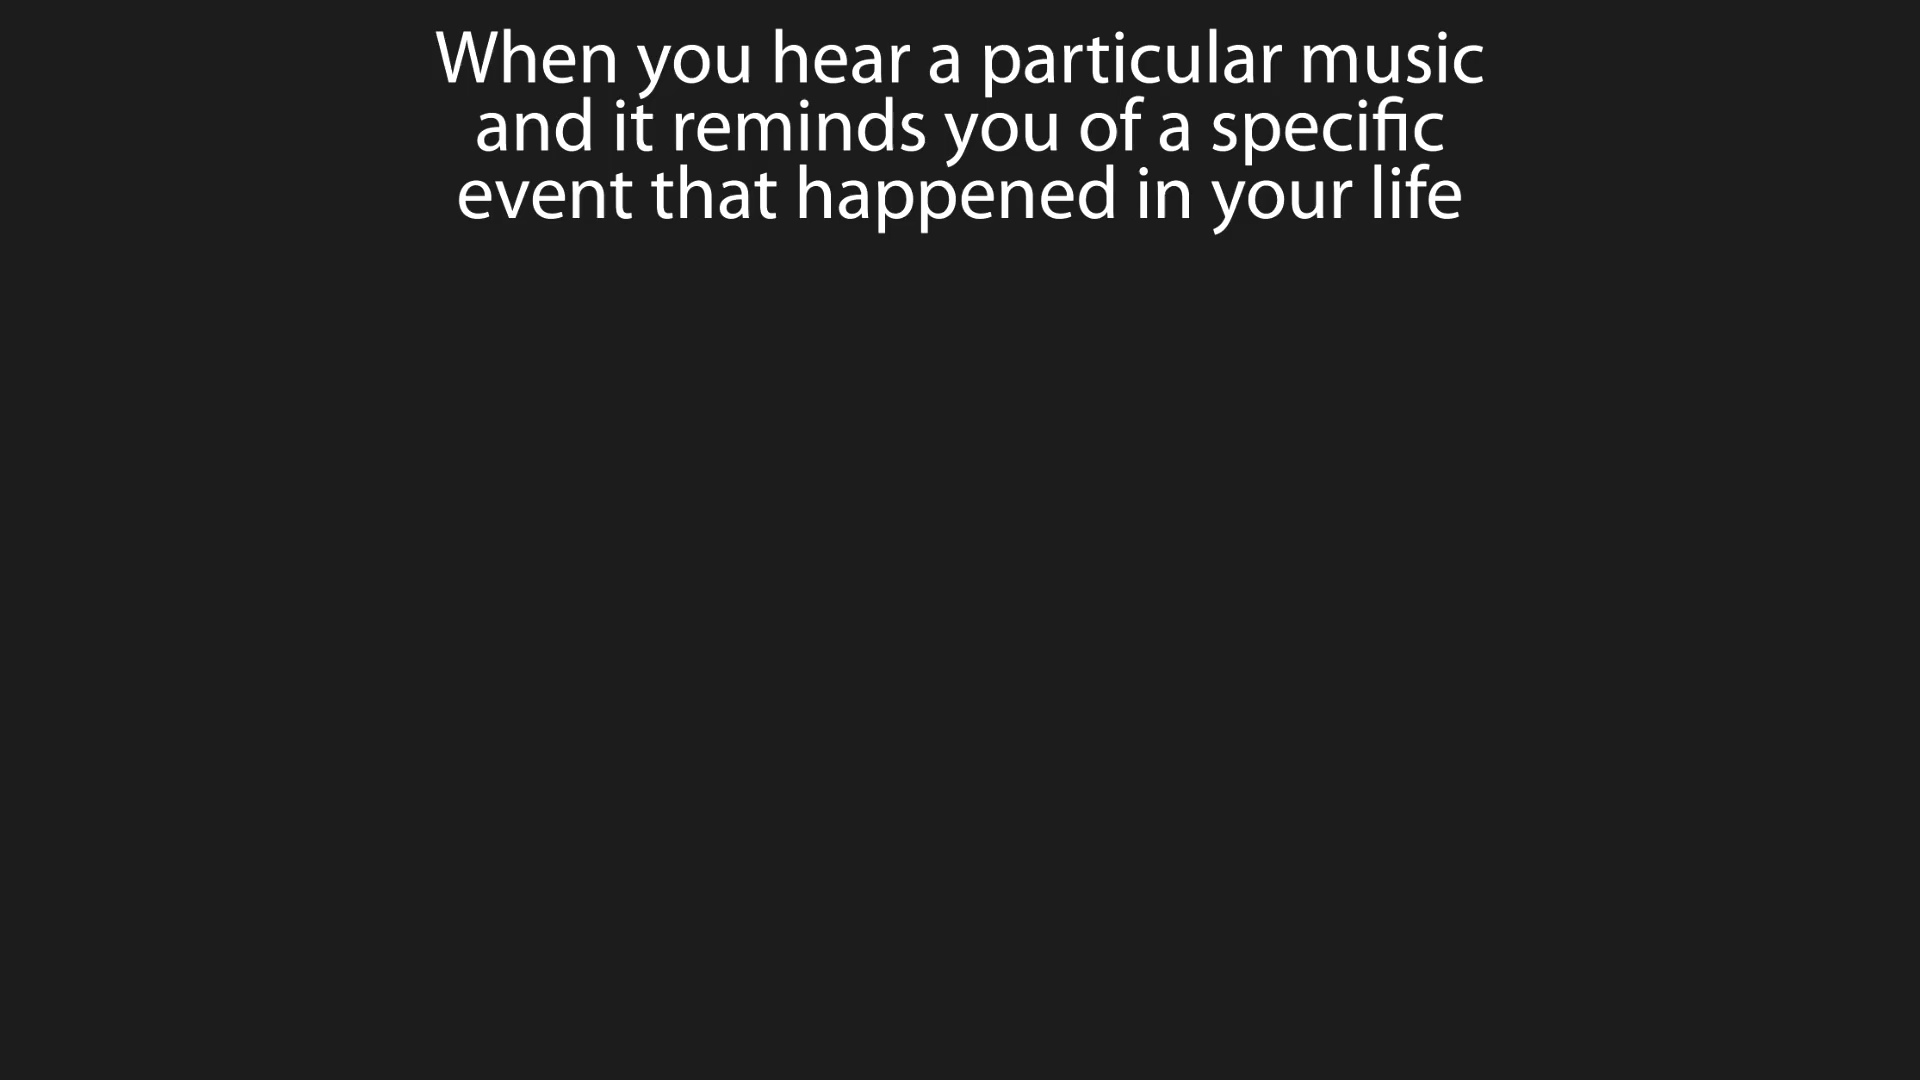 When you hear a particular music
and it reminds you of a specific
event that happened in your life